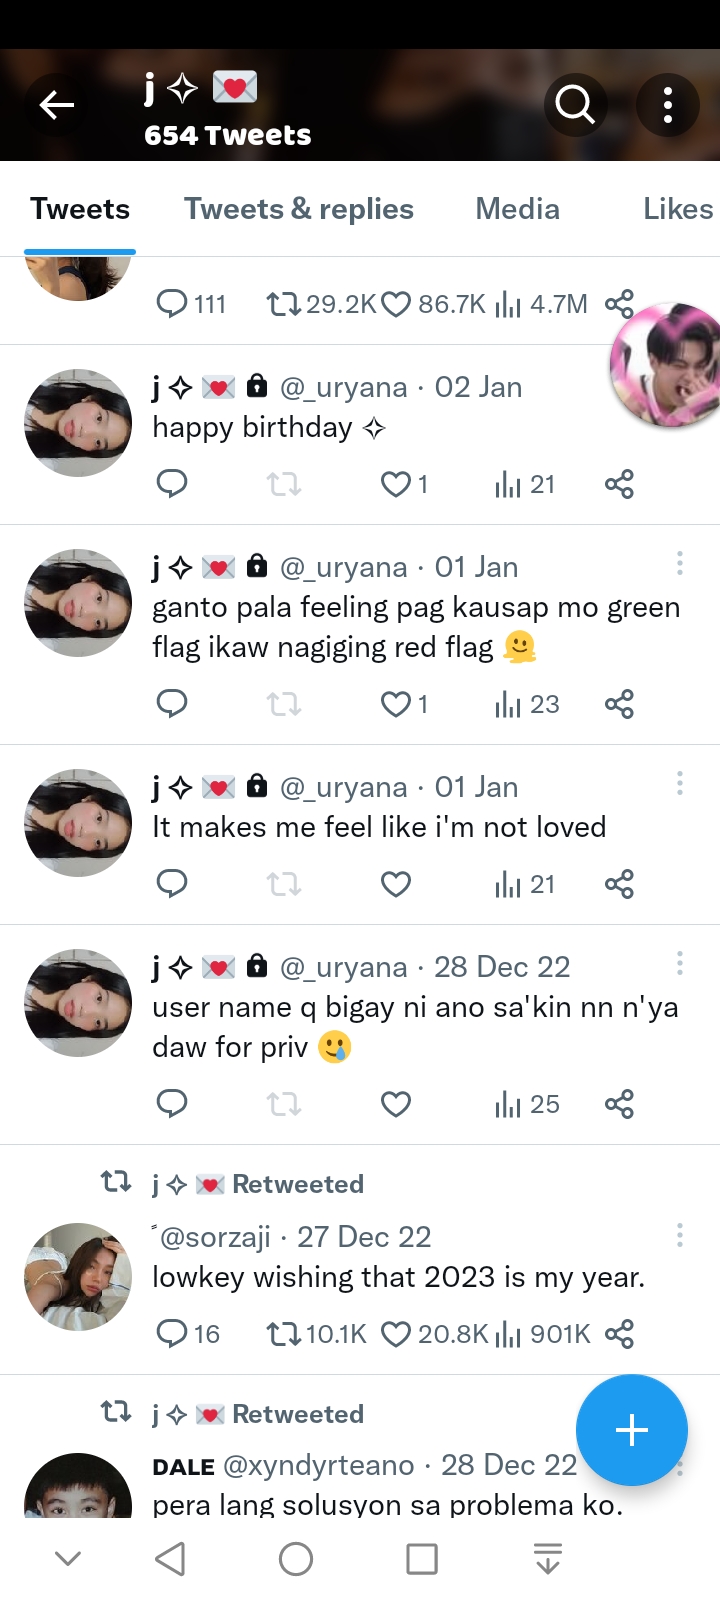 j ✧ 💌
654 Tweets
Tweets Tweets & replies Media Likes
111 29.2K 86.7K 4.7M
j ✧ 💌 🔒 @_uryana · 02 Jan
happy birthday ✧
1 21
j ✧ 💌 🔒 @_uryana · 01 Jan
ganto pala feeling pag kausap mo green
flag ikaw nagiging red flag 🫠
1 23
j ✧ 💌 🔒 @_uryana · 01 Jan
It makes me feel like i'm not loved
21
j ✧ 💌 🔒 @_uryana · 28 Dec 22
user name q bigay ni ano sa'kin nn n'ya
daw for priv 🥲
25
j ✧ 💌 Retweeted
@sorzaji · 27 Dec 22
lowkey wishing that 2023 is my year.
16 10.1K 20.8K 901K
j ✧ 💌 Retweeted
DALE @xyndyrteano · 28 Dec 22
pera lang solusyon sa problema ko.